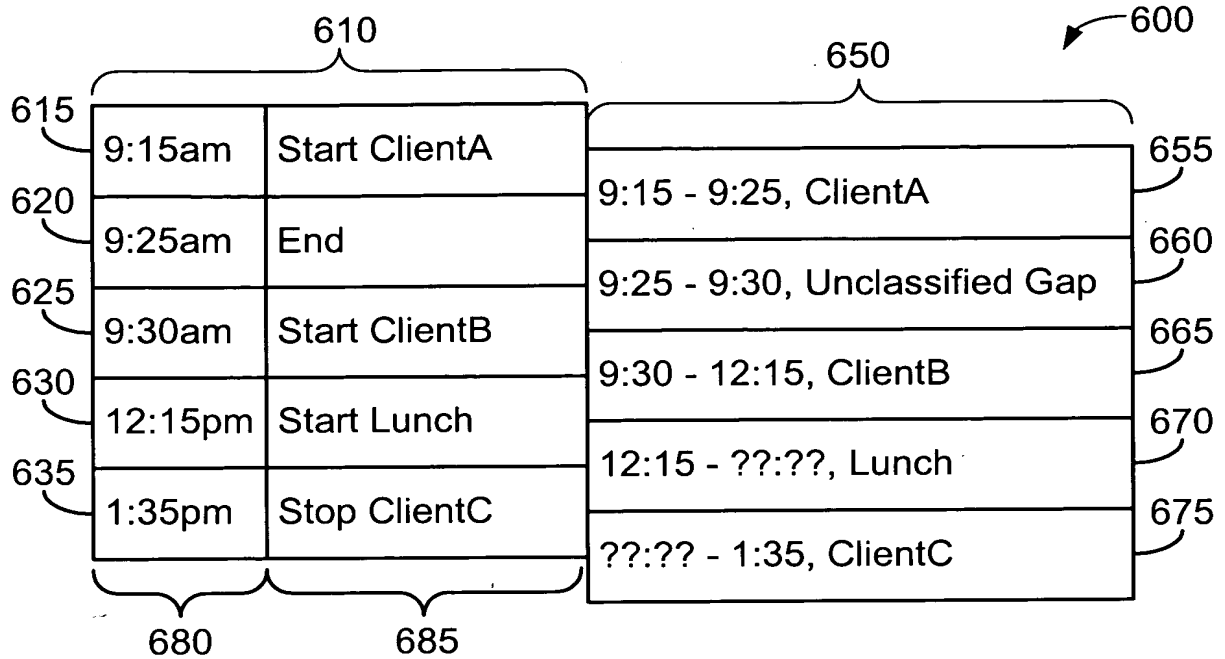 600
610
650
615
9:15am Start ClientA
655
9:15 - 9:25, ClientA
620
9:25am End
660
9:25 - 9:30, Unclassified Gap
625
9:30am Start ClientB
665
9:30 - 12:15, ClientB
630
12:15pm Start Lunch
670
12:15 - ??:??, Lunch
635
1:35pm Stop ClientC
675
??:?? - 1:35, ClientC
680
685